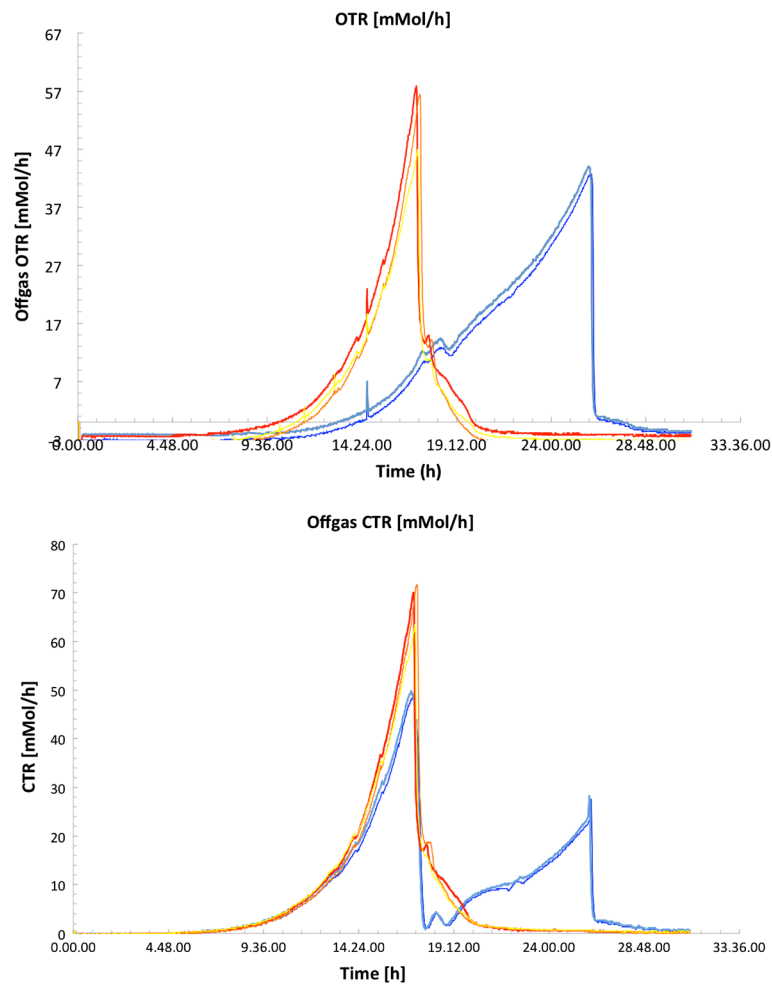 OTR [mMol/h]
67
57
47
37
27
17
7
-3
Offgas OTR [mMol/h]
0.00.00 4.48.00 9.36.00 14.24.00 19.12.00 24.00.00 28.48.00 33.36.00
Time (h)
Offgas CTR [mMol/h]
80
70
60
50
40
30
20
10
0
CTR [mMol/h]
0.00.00 4.48.00 9.36.00 14.24.00 19.12.00 24.00.00 28.48.00 33.36.00
Time [h]